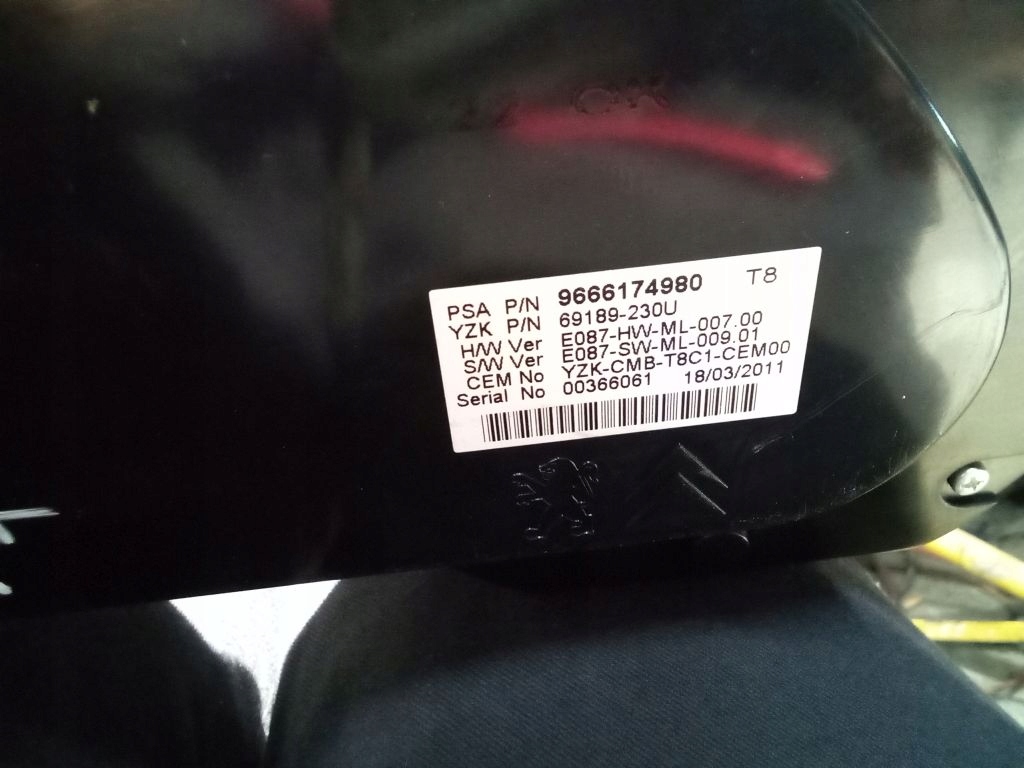 PSA P/N 9666174980 T8
YZK P/N 69189-230U
H/W Ver E087-HW-ML-007.00
S/W Ver E087-SW-ML-009.01
CEM No YZK-CMB-T8C1-CEM00
Serial No 00366061 18/03/2011